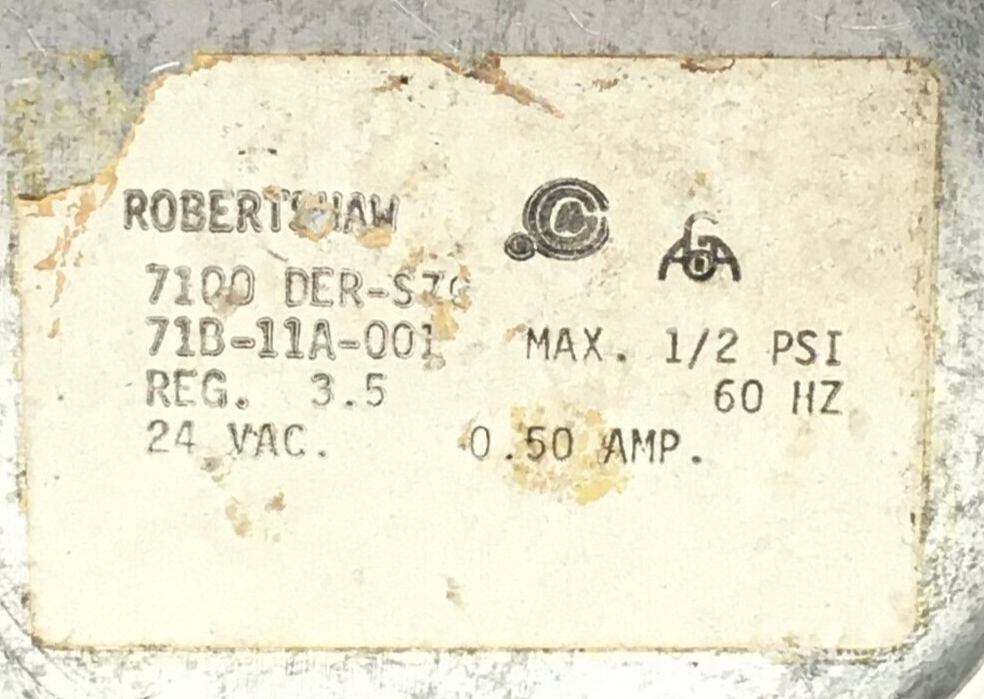 ROBERTSHAW
7100
71B-11A-001 MAX. 1/2 PSI
REG. 3.5 60 HZ
24 VAC. 0.50 AMP.